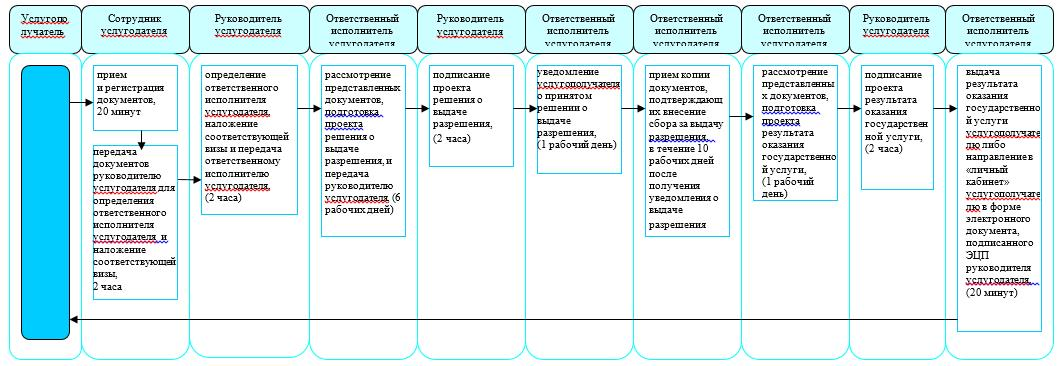 Услугопо
лучатель
Сотрудник
услугодателя
Руководитель
услугодателя
Ответственный
исполнитель
услугодателя
Руководитель
услугодателя
Ответственный
исполнитель
услугодателя
Ответственный
исполнитель
услугодателя
Ответственный
исполнитель
услугодателя
Руководитель
услугодателя
Ответственный
исполнитель
услугодателя
прием
и регистрация
документов,
20 минут
передача
документов
руководителю
услугодателя для
определения
ответственного
исполнителя
услугодателя и
наложение
соответствующей
визы,
2 часа
определение
ответственного
исполнителя
услугодателя,
наложение
соответствующей
визы и передача
ответственному
исполнителю
услугодателя,
(2 часа)
рассмотрение
представленных
документов,
подготовка
проекта
решения о
выдаче
разрешения, и
передача
руководителю
услугодателя (6
рабочих дней)
подписание
проекта
решения о
выдаче
разрешения,
(2 часа)
уведомление
услугополучателя
о принятом
решении о
выдаче
разрешения,
(1 рабочий день)
прием копии
документов,
подтверждающ
их внесение
сбора за выдачу
разрешения,
в течение 10
рабочих дней
после
получения
уведомления о
выдаче
разрешения
рассмотрение
представленны
х документов,
подготовка
проекта
результата
оказания
государственно
й услуги,
(1 рабочий
день)
подписание
проекта
результата
оказания
государствен
ной услуги,
(2 часа)
выдача
результата
оказания
государственно
й услуги
услугополучате
лю либо
направление в
«личный
кабинет»
услугополучате
лю в форме
электронного
документа,
подписанного
ЭЦП
руководителя
услугодателя,
(20 минут)